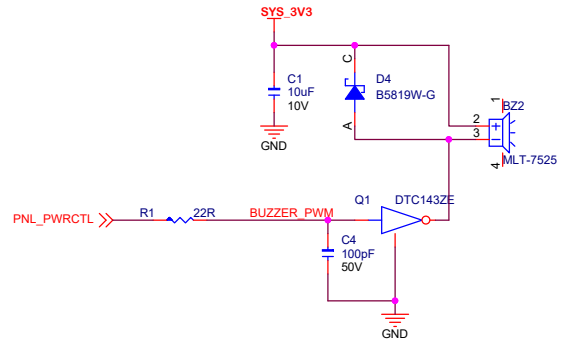 SYS_3V3
C1
10uF
10V
GND
C
D4
B5819W-G
A
1
BZ2
2
3
4
MLT-7525
Q1
DTC143ZE
PNL_PWRCTL
R1
22R
BUZZER_PWM
C4
100pF
50V
GND